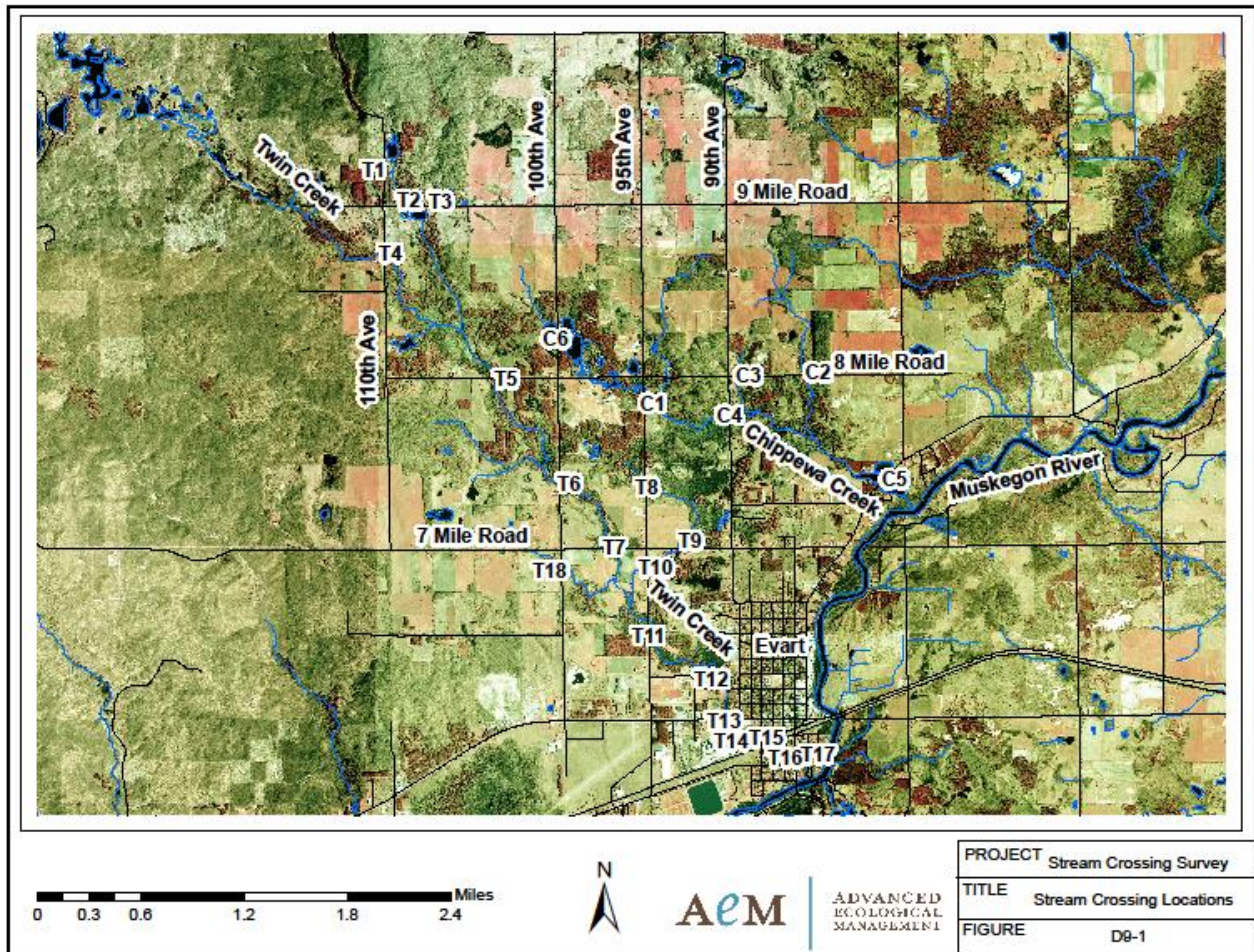 100th Ave
95th Ave
90th Ave
Twin Creek
T1
T2
T3
9 Mile Road
T4
110th Ave
C6
T5
C1
C3
C2
8 Mile Road
C4
Chippewa Creek
C5
Muskegon River
T6
T8
7 Mile Road
T7
T9
T18
T10
Twin Creek
T11
Evart
T12
T13
T14
T15
T16
T17
Miles
0 0.3 0.6 1.2 1.8 2.4
N
AeM
ADVANCED
ECOLOGICAL
MANAGEMENT
PROJECT Stream Crossing Survey
TITLE Stream Crossing Locations
FIGURE D9-1